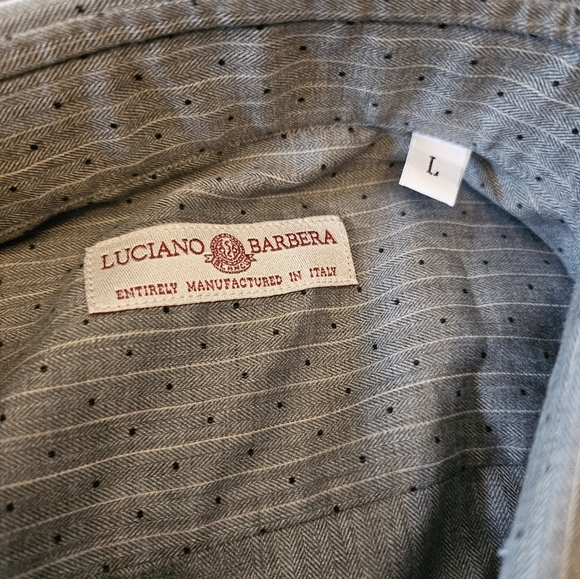 L
LUCIANO BARBERA
ENTIRELY MANUFACTURED IN ITALY